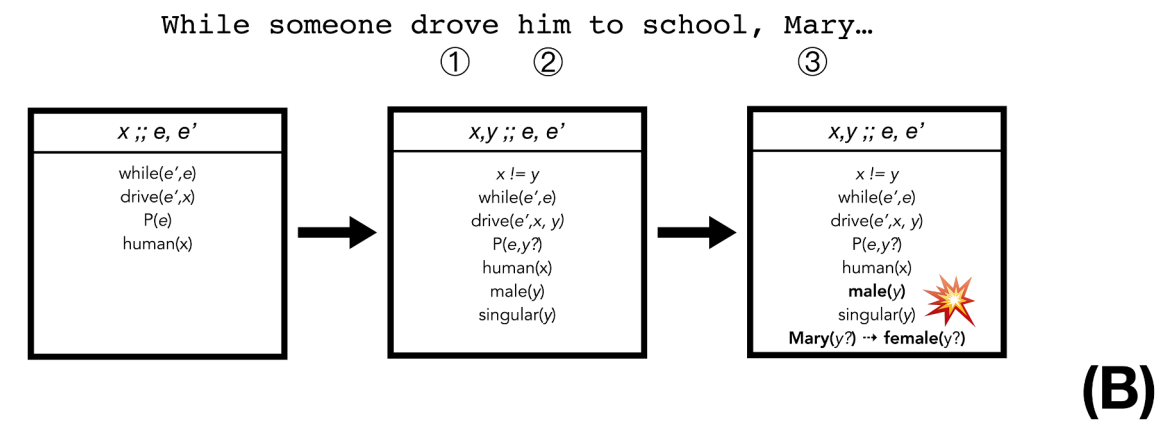 While someone drove him to school, Mary…
① ② ③
x ;; e, e’
while(e’,e)
drive(e’,x)
P(e)
human(x)
x,y ;; e, e’
x != y
while(e’,e)
drive(e’,x, y)
P(e,y?)
human(x)
male(y)
singular(y)
x,y ;; e, e’
x != y
while(e’,e)
drive(e’,x, y)
P(e,y?)
human(x)
male(y)
singular(y)
Mary(y?) ⇢ female(y?)
(B)